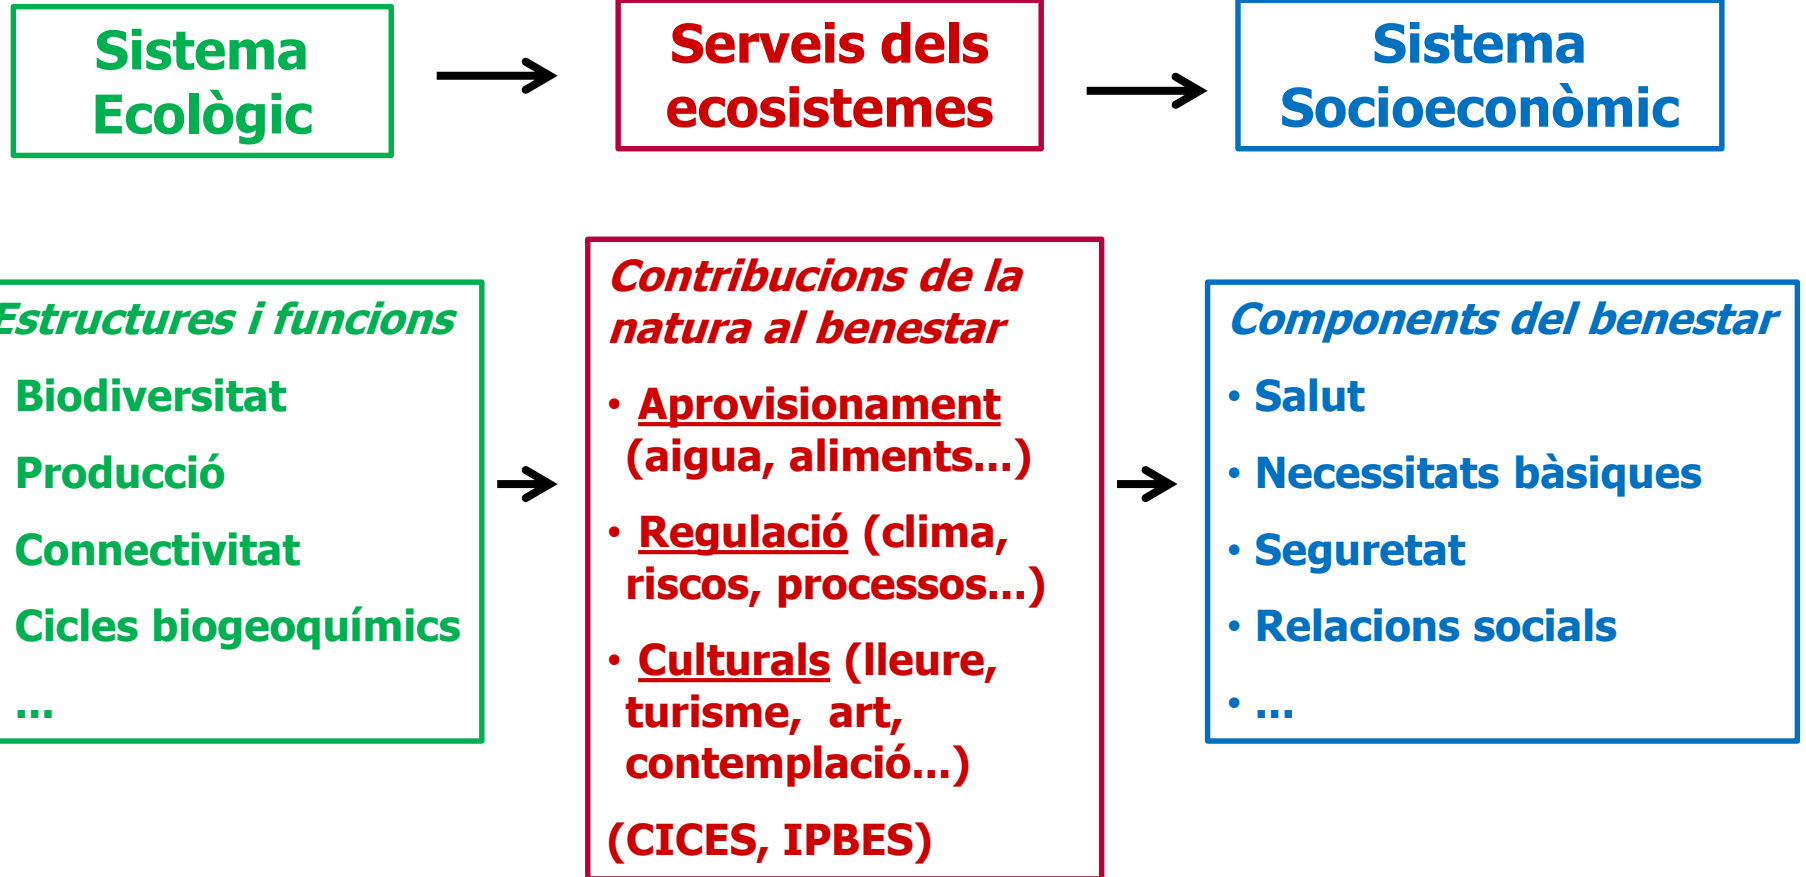 Sistema
Ecològic
Serveis dels
ecosistemes
Sistema
Socioeconòmic
Estructures i funcions
Biodiversitat
Producció
Connectivitat
Cicles biogeoquímics
...
Contribucions de la
natura al benestar
• Aprovisionament
(aigua, aliments...)
• Regulació (clima,
riscos, processos...)
• Culturals (lleure,
turisme, art,
contemplació...)
(CICES, IPBES)
Components del benestar
• Salut
• Necessitats bàsiques
• Seguretat
• Relacions socials
• ...